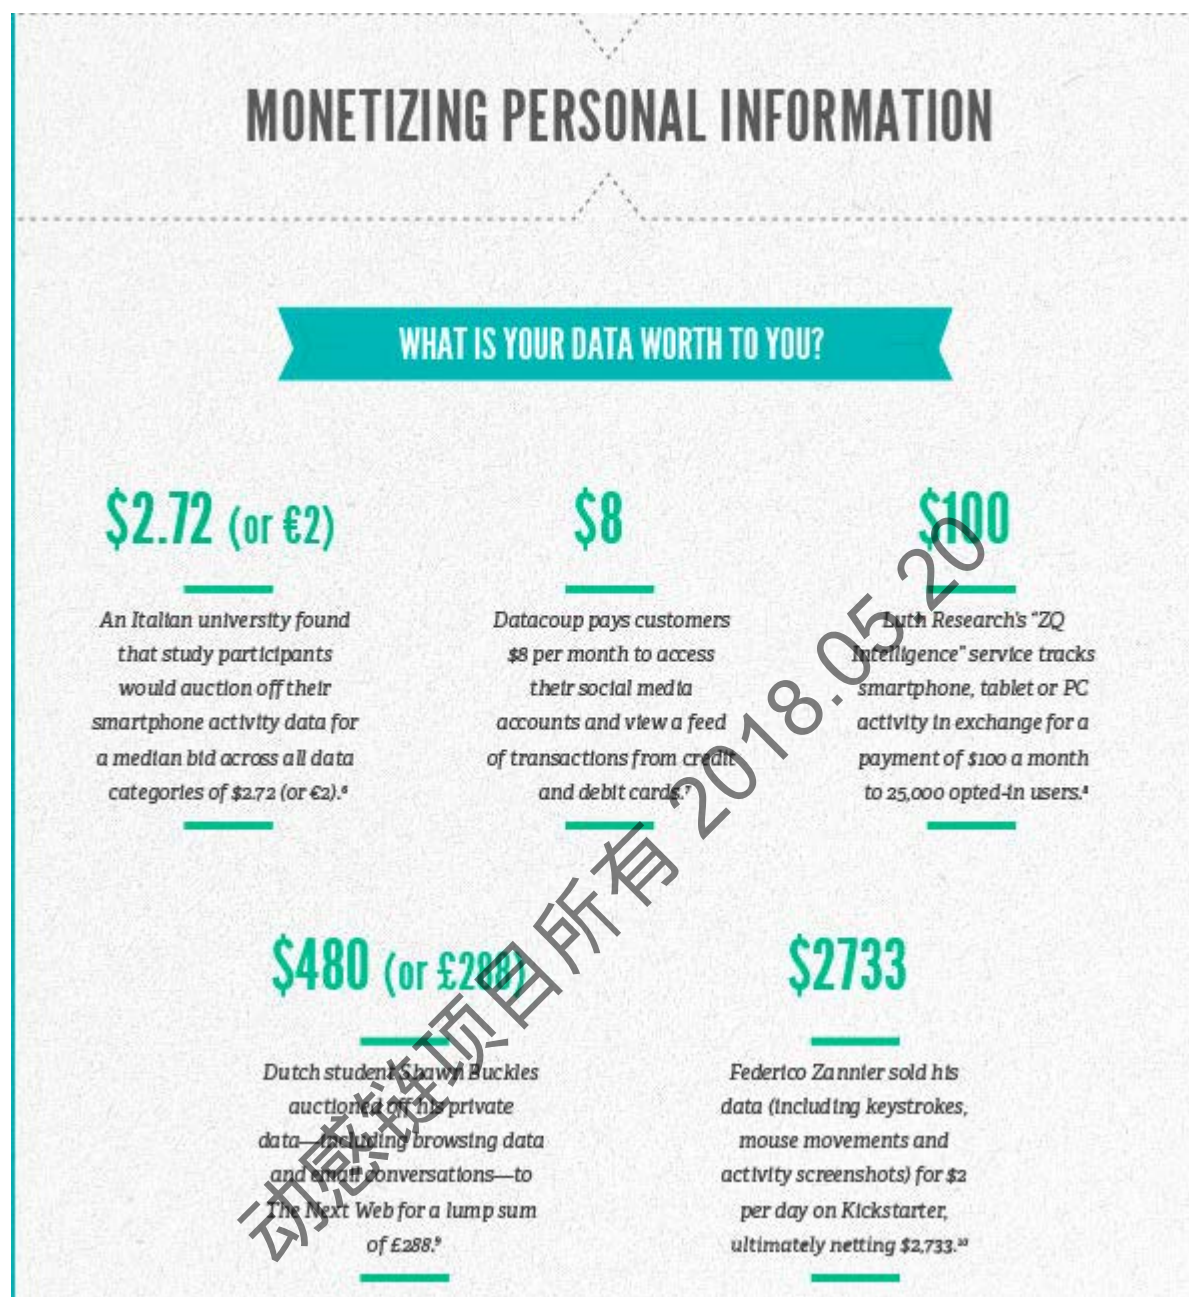 MONETIZING PERSONAL INFORMATION
WHAT IS YOUR DATA WORTH TO YOU?
$2.72 (or €2)
An Italian university found
that study participants
would auction off their
smartphone activity data for
a median bid across all data
categories of $2.72 (or €2).⁶
$8
Datacoup pays customers
$8 per month to access
their social media
accounts and view a feed
of transactions from credit
and debit cards.⁷
$100
Luth Research's "ZQ
Intelligence" service tracks
smartphone, tablet or PC
activity in exchange for a
payment of $100 a month
to 25,000 opted-in users.⁸
$480 (or £288)
Dutch student Shawn Buckles
auctioned off his private
data—including browsing data
and email conversations—to
The Next Web for a lump sum
of £288.⁹
$2733
Federico Zannier sold his
data (including keystrokes,
mouse movements and
activity screenshots) for $2
per day on Kickstarter,
ultimately netting $2,733.¹⁰
动感链项目所有 2018.05.20